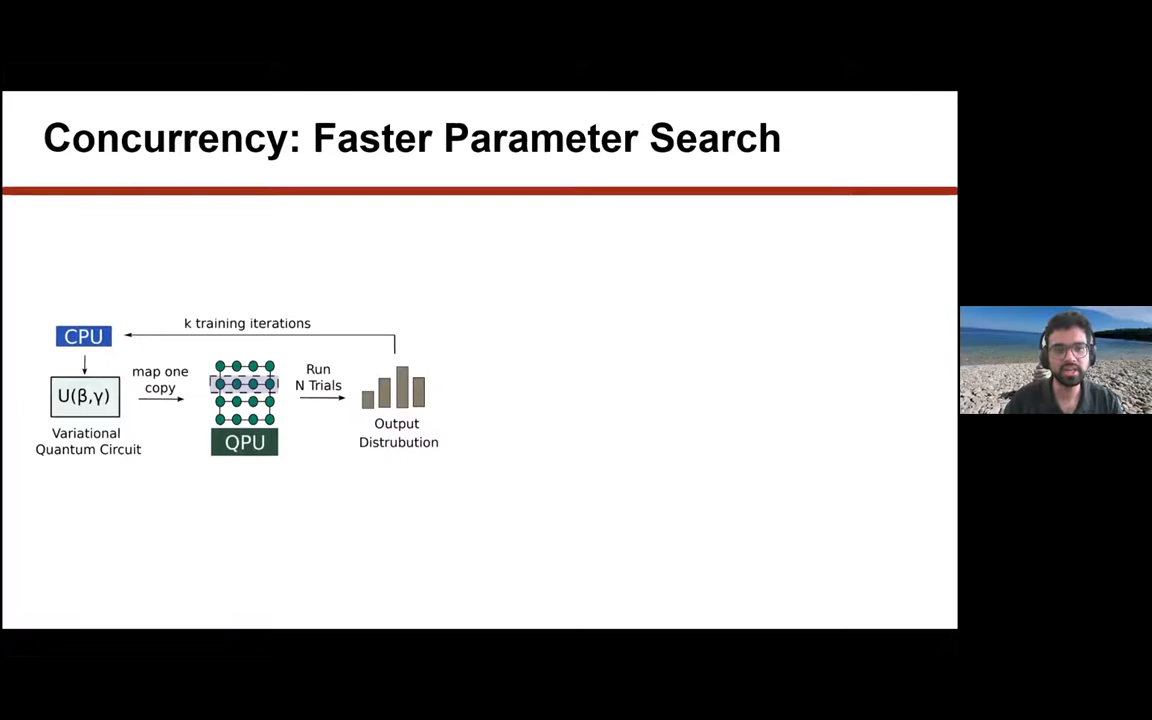 Concurrency: Faster Parameter Search
k training iterations
CPU
map one
copy
Run
N Trials
U(β,γ)
Variational
Quantum Circuit
QPU
Output
Distrubution